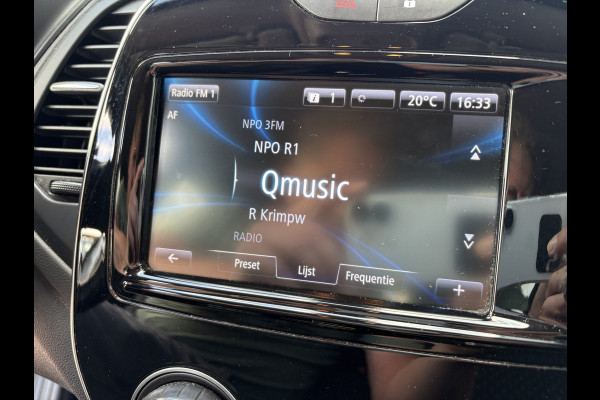 Radio FM 1
1
20°C
16:33
AF
NPO 3FM
NPO R1
Qmusic
R Krimpw
RADIO
Preset
Lijst
Frequentie